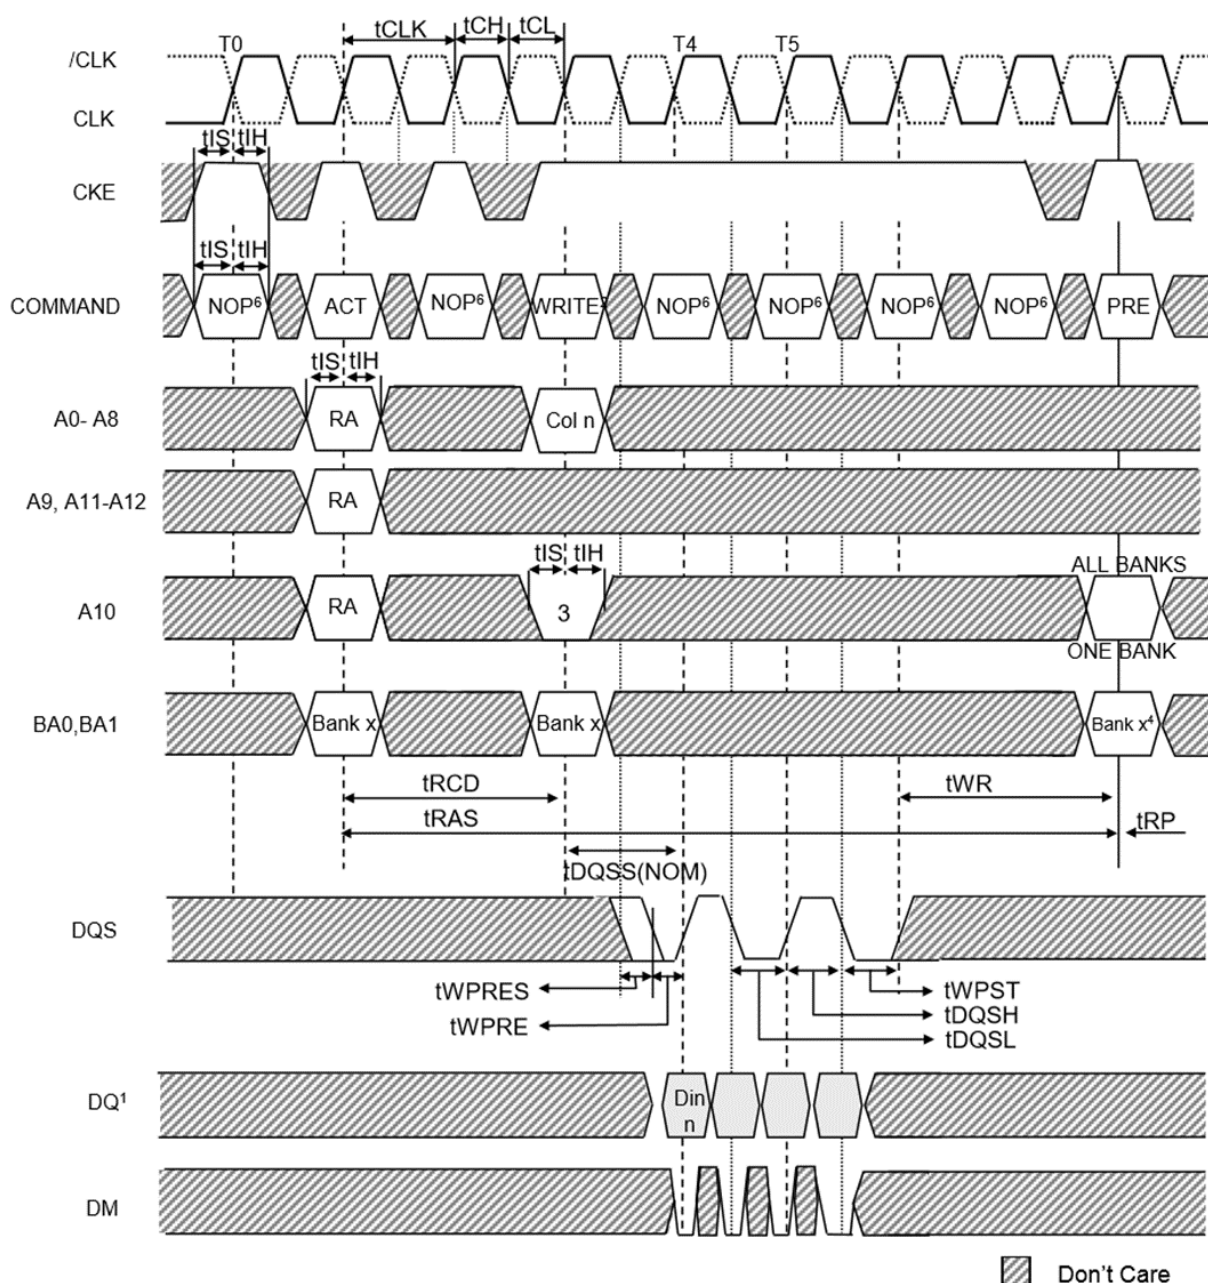 tCLK tCH tCL
T0 T4 T5
/CLK
CLK
tIS tIH
CKE
tIS tIH
COMMAND NOP⁶ ACT NOP⁶ WRITE² NOP⁶ NOP⁶ NOP⁶ NOP⁶ PRE
tIS tIH
A0- A8 RA Col n
A9, A11-A12 RA
tIS tIH
ALL BANKS
A10 RA 3
ONE BANK
BA0,BA1 Bank x Bank x Bank x⁴
tRCD tWR
tRAS tRP
tDQSS(NOM)
DQS
tWPRES tWPST
tDQSH
tWPRE
tDQSL
DQ¹ Din
n
DM
Don't Care